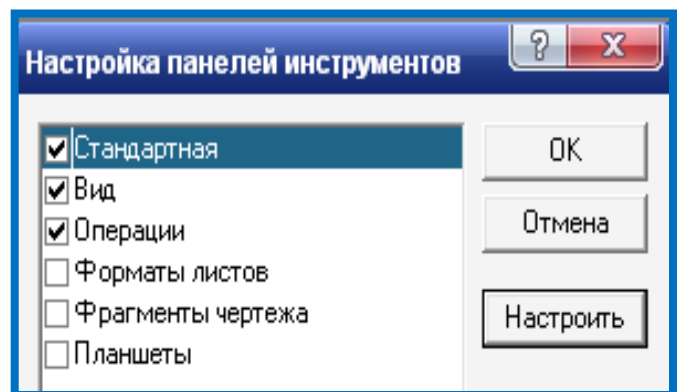 Настройка панелей инструментов
Стандартная
Вид
Операции
Форматы листов
Фрагменты чертежа
Планшеты
OK
Отмена
Настроить